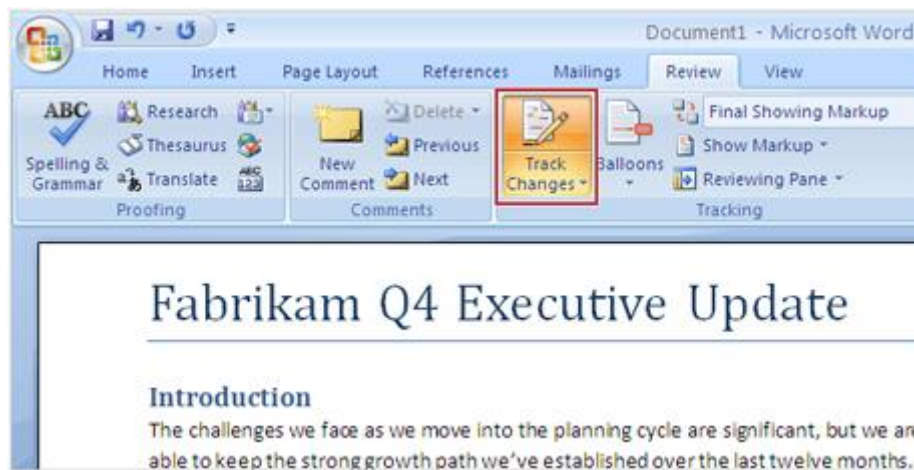 Document1 - Microsoft Word
Home Insert Page Layout References Mailings Review View
ABC
Spelling &
Grammar
Research
Thesaurus
Translate
ABC
123
Proofing
New
Comment
Delete
Previous
Next
Comments
Track
Changes
Balloons
Final Showing Markup
Show Markup
Reviewing Pane
Tracking
Fabrikam Q4 Executive Update
Introduction
The challenges we face as we move into the planning cycle are significant, but we are
able to keep the strong growth path we've established over the last twelve months.